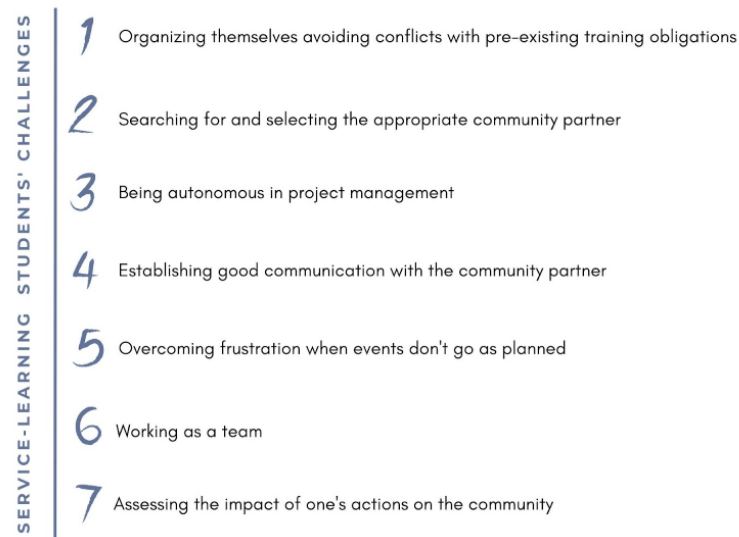 SERVICE-LEARNING STUDENTS' CHALLENGES
1 Organizing themselves avoiding conflicts with pre-existing training obligations
2 Searching for and selecting the appropriate community partner
3 Being autonomous in project management
4 Establishing good communication with the community partner
5 Overcoming frustration when events don't go as planned
6 Working as a team
7 Assessing the impact of one's actions on the community